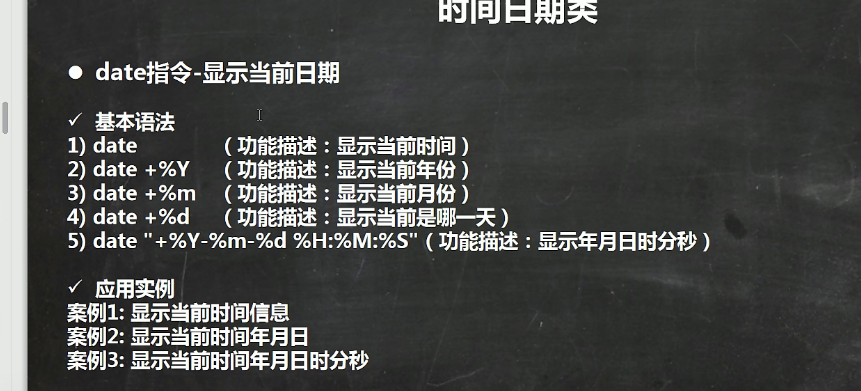 时间日期类
● date指令-显示当前日期
✓ 基本语法
1) date （功能描述：显示当前时间）
2) date +%Y （功能描述：显示当前年份）
3) date +%m （功能描述：显示当前月份）
4) date +%d （功能描述：显示当前是哪一天）
5) date "+%Y-%m-%d %H:%M:%S"（功能描述：显示年月日时分秒）
✓ 应用实例
案例1: 显示当前时间信息
案例2: 显示当前时间年月日
案例3: 显示当前时间年月日时分秒